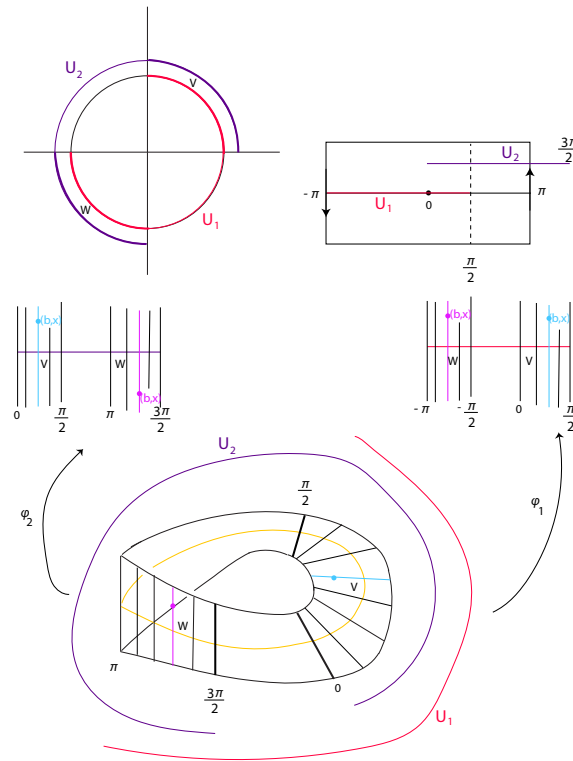 U₂
V
W
U₁
3π/2
U₂
- π
U₁
0
π
π/2
(b,x)
V
W
(b,x)
0
π/2
π
3π/2
(b,x)
W
V
(b,x)
- π
- π/2
0
π/2
U₂
φ₂
φ₁
π/2
V
W
π
3π/2
0
U₁